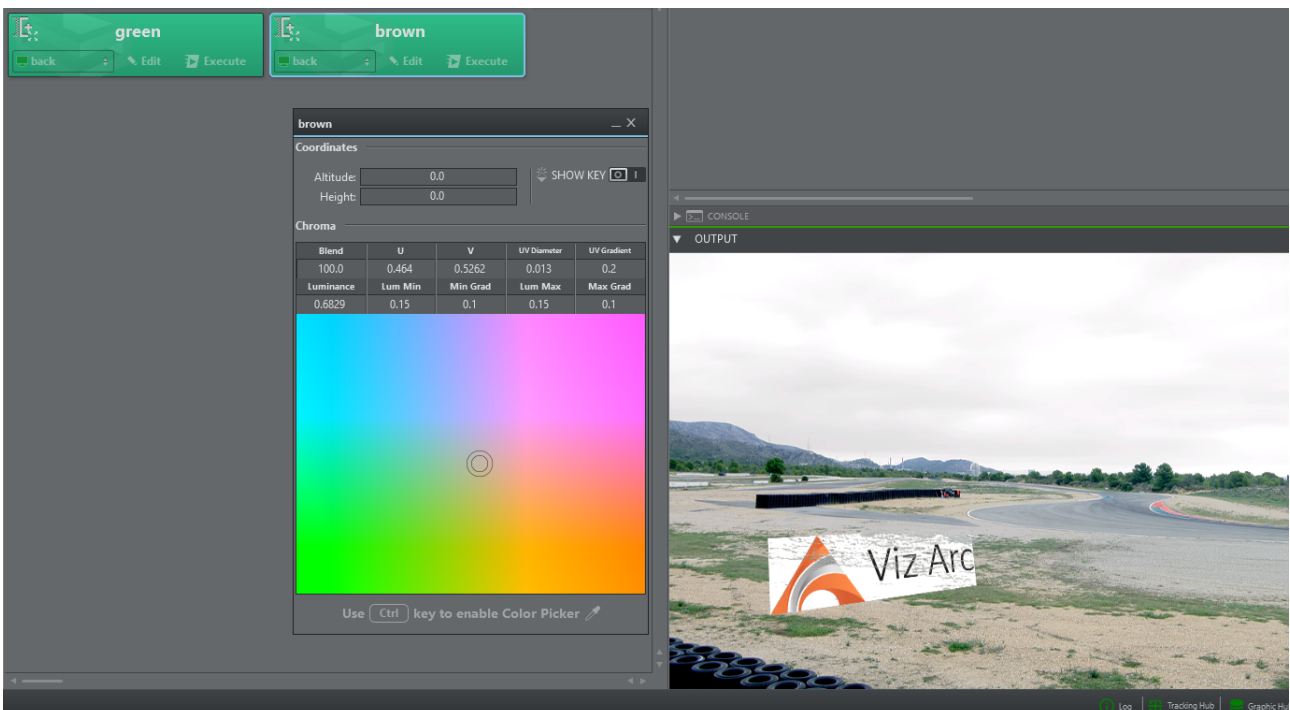 green
back
Edit
Execute
brown
back
Edit
Execute
brown
Coordinates
Altitude: 0.0
SHOW KEY
Height: 0.0
Chroma
Blend U V UV Diameter UV Gradient
100.0 0.464 0.5262 0.013 0.2
Luminance Lum Min Min Grad Lum Max Max Grad
0.6829 0.15 0.1 0.15 0.1
Use Ctrl key to enable Color Picker
CONSOLE
OUTPUT
Viz Arc
Log
Tracking Hub
Graphic Hu